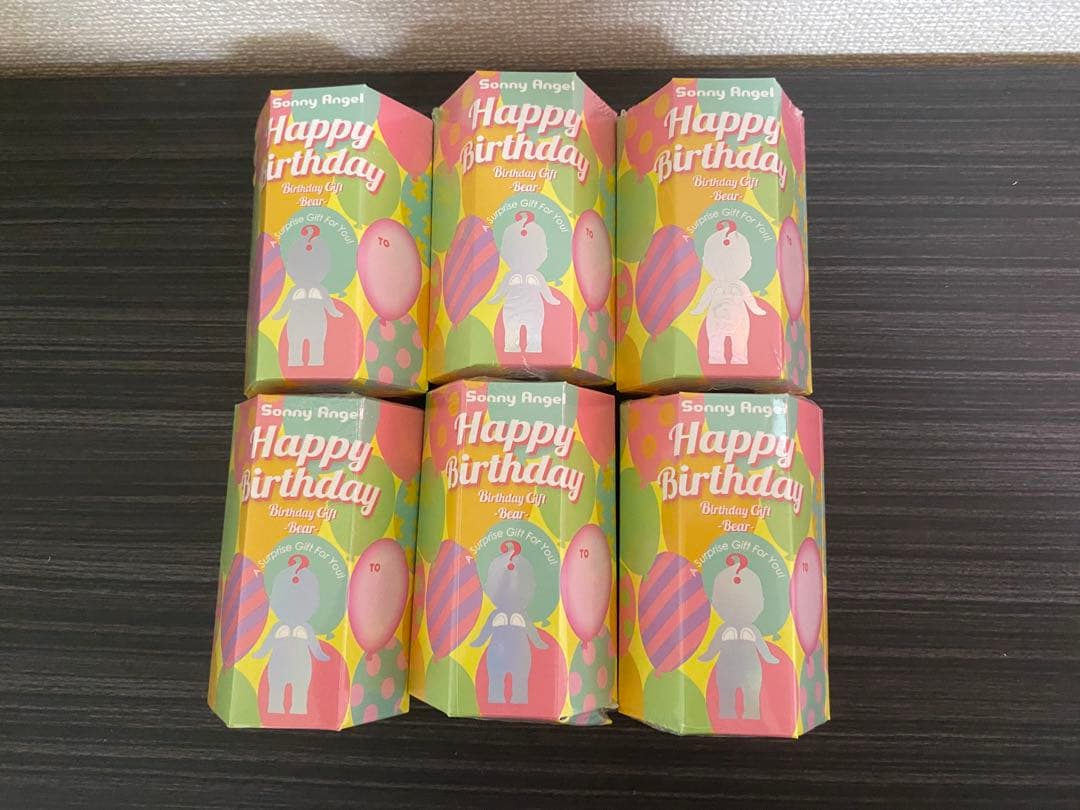 Sonny Angel
Happy
Birthday
Birthday Gift
-Bear-
A Surprise Gift For You!
?
TO
Sonny Angel
Happy
Birthday
Birthday Gift
-Bear-
A Surprise Gift For You!
?
TO
Sonny Angel
Happy
Birthday
Birthday Gift
-Bear-
A Surprise Gift For You!
?
TO
Sonny Angel
Happy
Birthday
Birthday Gift
-Bear-
A Surprise Gift For You!
?
TO
Sonny Angel
Happy
Birthday
Birthday Gift
-Bear-
A Surprise Gift For You!
?
TO
Sonny Angel
Happy
Birthday
Birthday Gift
-Bear-
A Surprise Gift For You!
?
TO